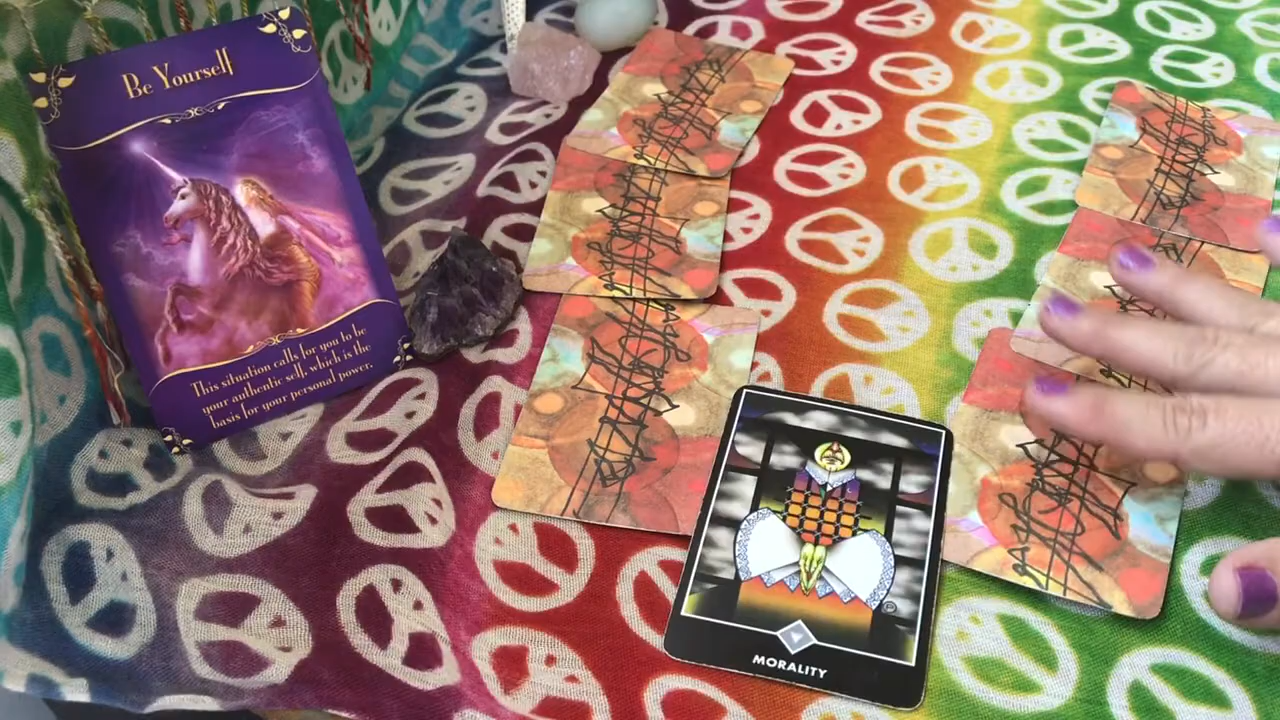 Be Yourself
This situation calls for you to be
your authentic self, which is the
basis for your personal power.
MORALITY